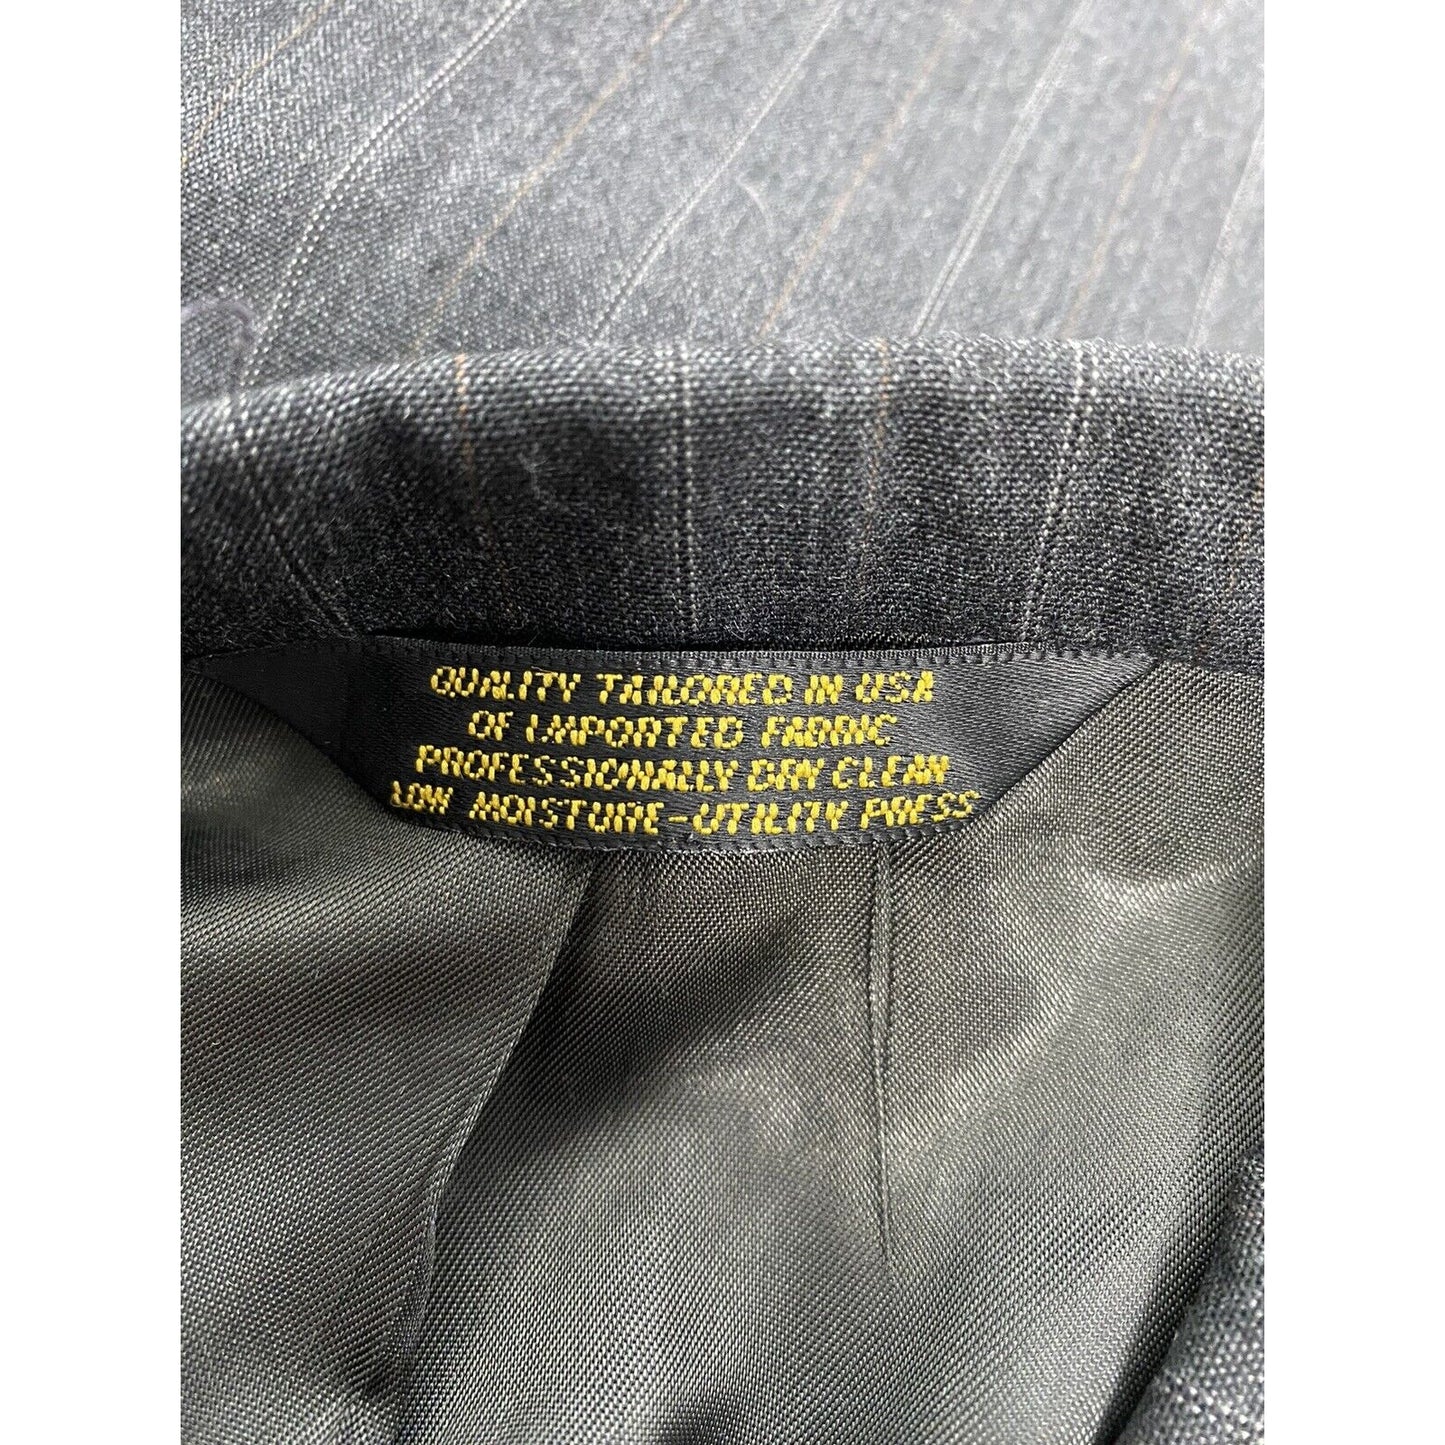 QUALITY TAILORED IN USA
OF IMPORTED FABRIC
PROFESSIONALLY DRY CLEAN
LOW MOISTURE-UTILITY PRESS